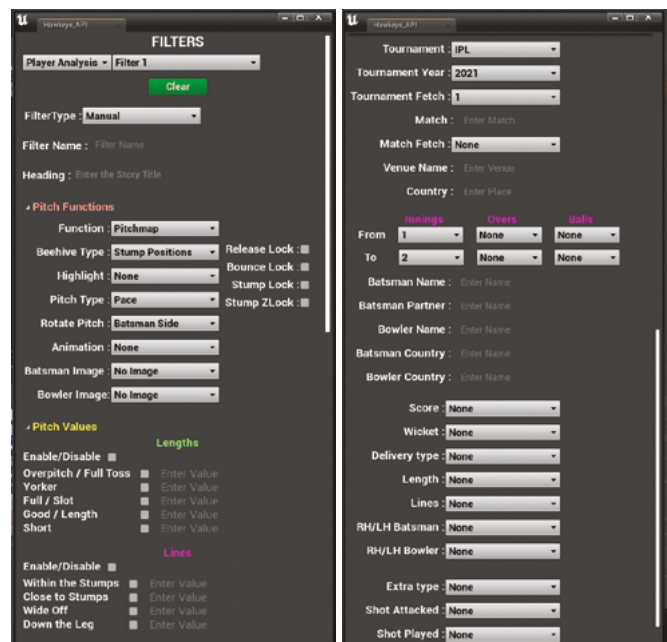 Hawkeye_API
FILTERS
Player Analysis Filter 1
Clear
FilterType : Manual
Filter Name : Filter Name
Heading : Enter the Story Title
Pitch Functions
Function : Pitchmap
Beehive Type : Stump Positions
Release Lock :
Bounce Lock :
Highlight : None
Stump Lock :
Pitch Type : Pace
Stump ZLock :
Rotate Pitch : Batsman Side
Animation : None
Batsman Image : No Image
Bowler Image: No Image
Pitch Values
Lengths
Enable/Disable
Overpitch / Full Toss Enter Value
Yorker Enter Value
Full / Slot Enter Value
Good / Length Enter Value
Short Enter Value
Lines
Enable/Disable
Within the Stumps Enter Value
Close to Stumps Enter Value
Wide Off Enter Value
Down the Leg Enter Value
Hawkeye_API
Tournament : IPL
Tournament Year : 2021
Tournament Fetch : 1
Match : Enter Match
Match Fetch : None
Venue Name : Enter Venue
Country : Enter Place
Innings Overs Balls
From 1 None None
To 2 None None
Batsman Name : Enter Name
Batsman Partner : Enter Name
Bowler Name : Enter Name
Batsman Country : Enter Name
Bowler Country : Enter Name
Score : None
Wicket : None
Delivery type : None
Length : None
Lines : None
RH/LH Batsman : None
RH/LH Bowler : None
Extra type : None
Shot Attacked : None
Shot Played : None